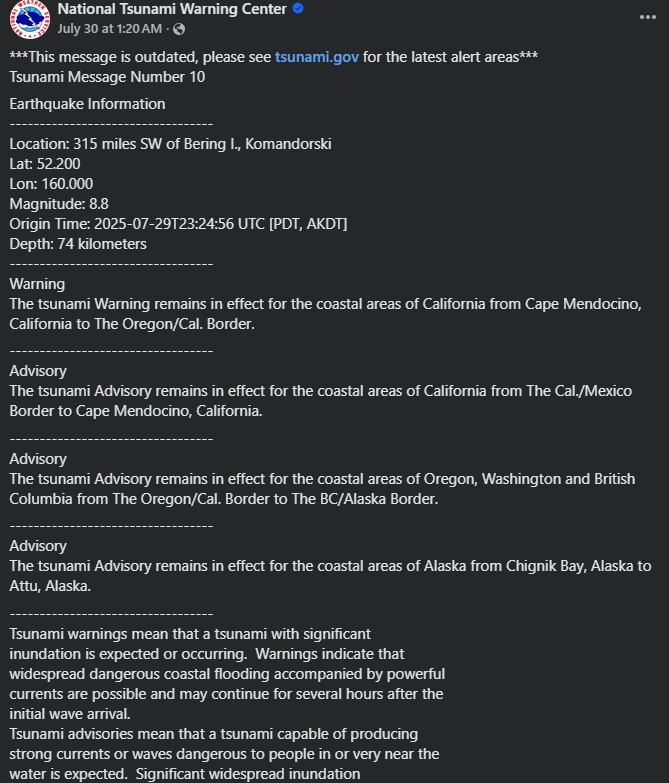 National Tsunami Warning Center
July 30 at 1:20 AM ·
***This message is outdated, please see tsunami.gov for the latest alert areas***
Tsunami Message Number 10
Earthquake Information
----------------------------------
Location: 315 miles SW of Bering I., Komandorski
Lat: 52.200
Lon: 160.000
Magnitude: 8.8
Origin Time: 2025-07-29T23:24:56 UTC [PDT, AKDT]
Depth: 74 kilometers
----------------------------------
Warning
The tsunami Warning remains in effect for the coastal areas of California from Cape Mendocino,
California to The Oregon/Cal. Border.
----------------------------------
Advisory
The tsunami Advisory remains in effect for the coastal areas of California from The Cal./Mexico
Border to Cape Mendocino, California.
----------------------------------
Advisory
The tsunami Advisory remains in effect for the coastal areas of Oregon, Washington and British
Columbia from The Oregon/Cal. Border to The BC/Alaska Border.
----------------------------------
Advisory
The tsunami Advisory remains in effect for the coastal areas of Alaska from Chignik Bay, Alaska to
Attu, Alaska.
----------------------------------
Tsunami warnings mean that a tsunami with significant
inundation is expected or occurring.  Warnings indicate that
widespread dangerous coastal flooding accompanied by powerful
currents are possible and may continue for several hours after the
initial wave arrival.
Tsunami advisories mean that a tsunami capable of producing
strong currents or waves dangerous to people in or very near the
water is expected.  Significant widespread inundation